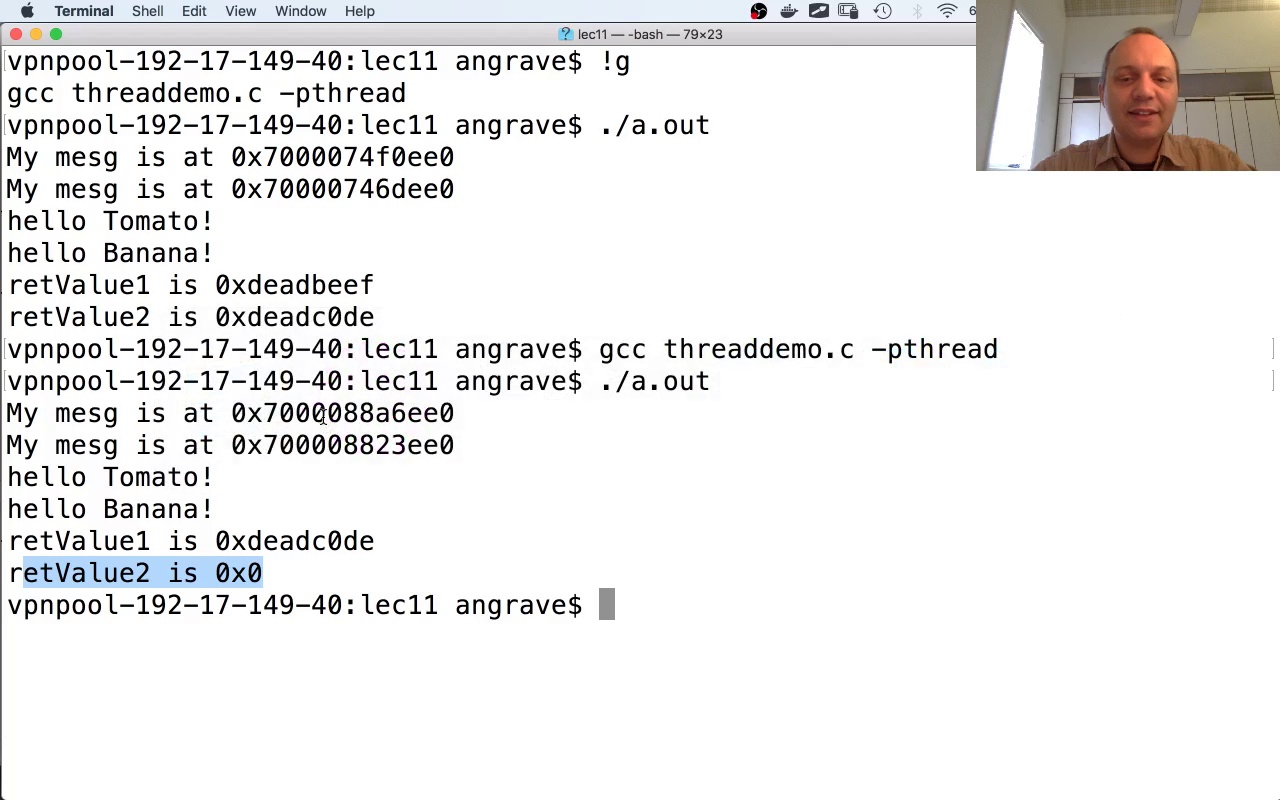 Terminal Shell Edit View Window Help 6
lec11 — -bash — 79×23
vpnpool-192-17-149-40:lec11 angrave$ !g
gcc threaddemo.c -pthread
vpnpool-192-17-149-40:lec11 angrave$ ./a.out
My mesg is at 0x7000074f0ee0
My mesg is at 0x70000746dee0
hello Tomato!
hello Banana!
retValue1 is 0xdeadbeef
retValue2 is 0xdeadc0de
vpnpool-192-17-149-40:lec11 angrave$ gcc threaddemo.c -pthread
vpnpool-192-17-149-40:lec11 angrave$ ./a.out
My mesg is at 0x7000088a6ee0
My mesg is at 0x700008823ee0
hello Tomato!
hello Banana!
retValue1 is 0xdeadc0de
retValue2 is 0x0
vpnpool-192-17-149-40:lec11 angrave$